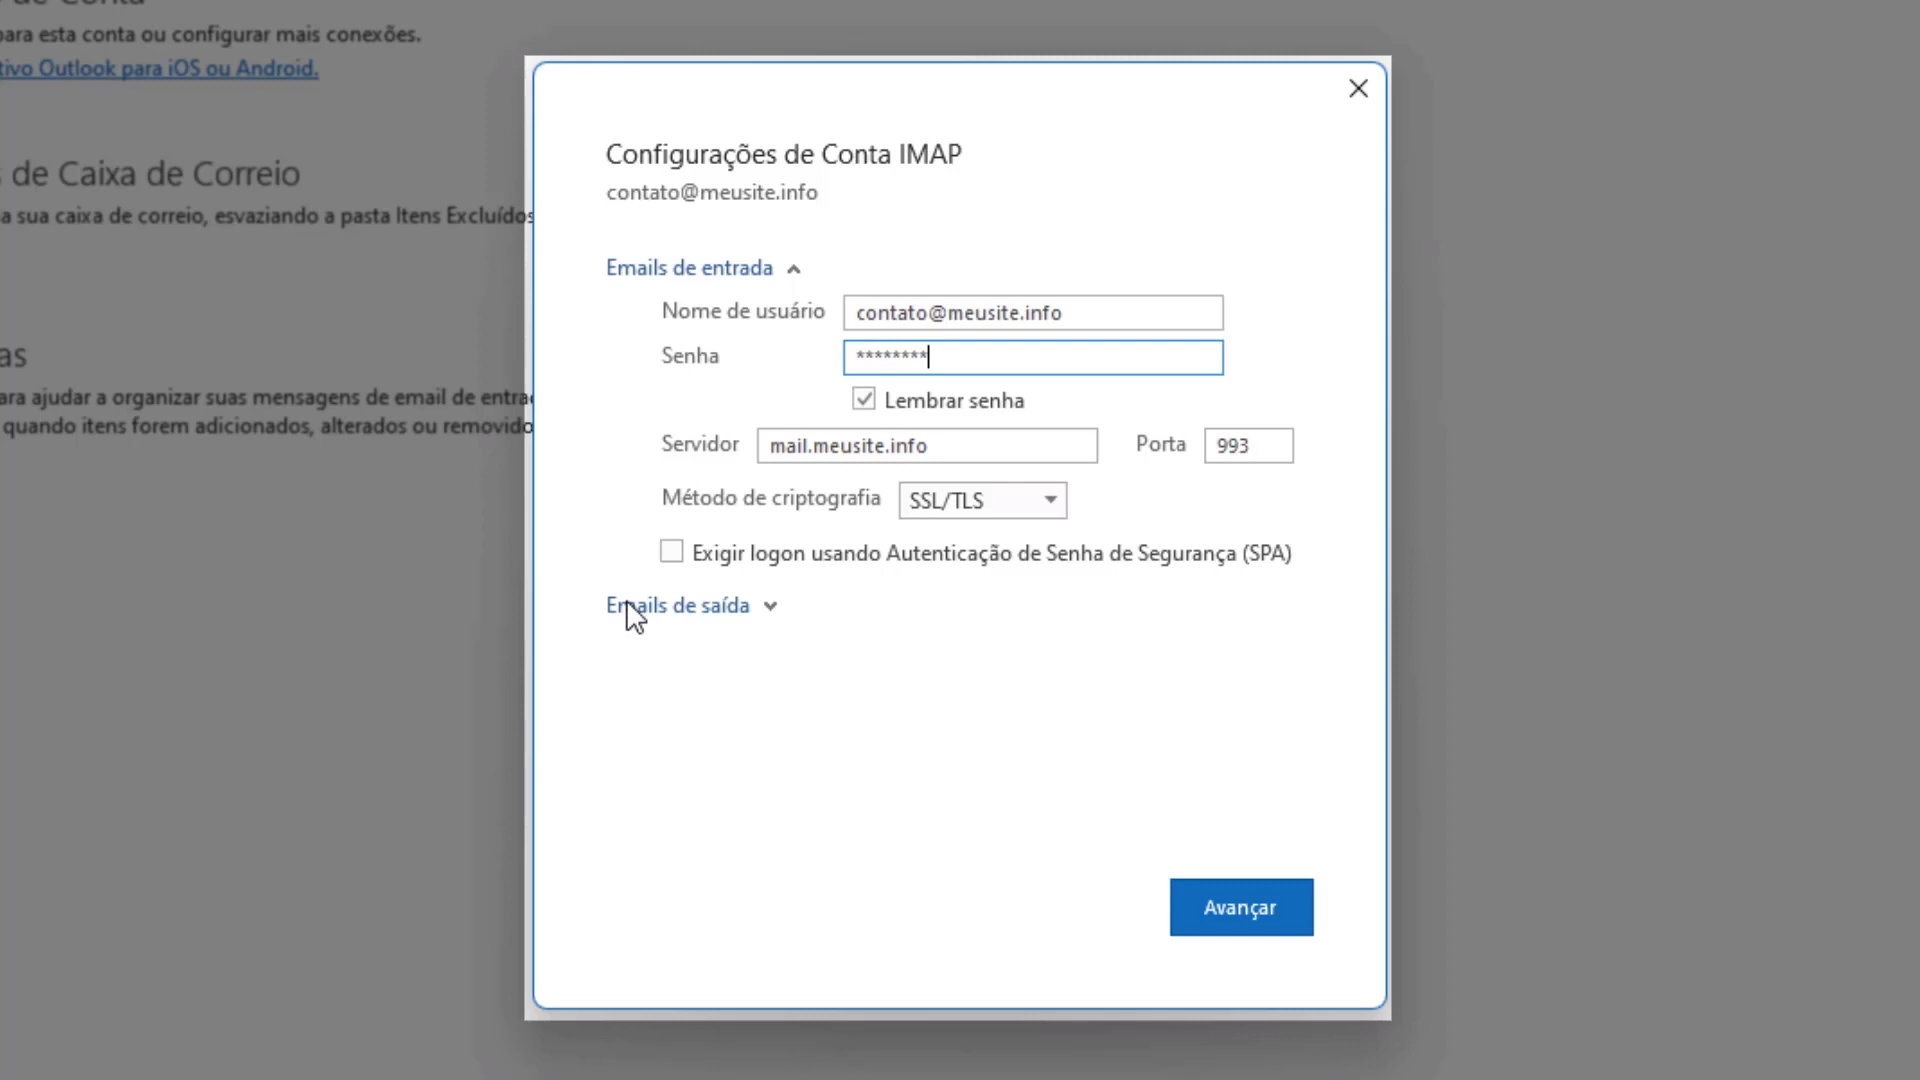 de Conta
para esta conta ou configurar mais conexões.
tivo Outlook para iOS ou Android.
s de Caixa de Correio
a sua caixa de correio, esvaziando a pasta Itens Excluídos
as
ara ajudar a organizar suas mensagens de email de entra
quando itens forem adicionados, alterados ou removido
Configurações de Conta IMAP
contato@meusite.info
Emails de entrada
Nome de usuário contato@meusite.info
Senha ********
Lembrar senha
Servidor mail.meusite.info Porta 993
Método de criptografia SSL/TLS
Exigir logon usando Autenticação de Senha de Segurança (SPA)
Emails de saída
Avançar